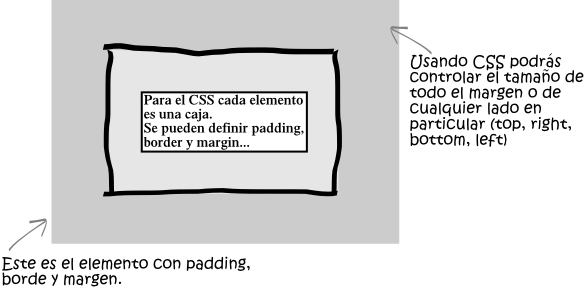 Para el CSS cada elemento
es una caja.
Se pueden definir padding,
border y margin...
Usando CSS podrás
controlar el tamaño de
todo el margen o de
cualquier lado en
particular (top, right,
bottom, left)
Este es el elemento con padding,
borde y margen.